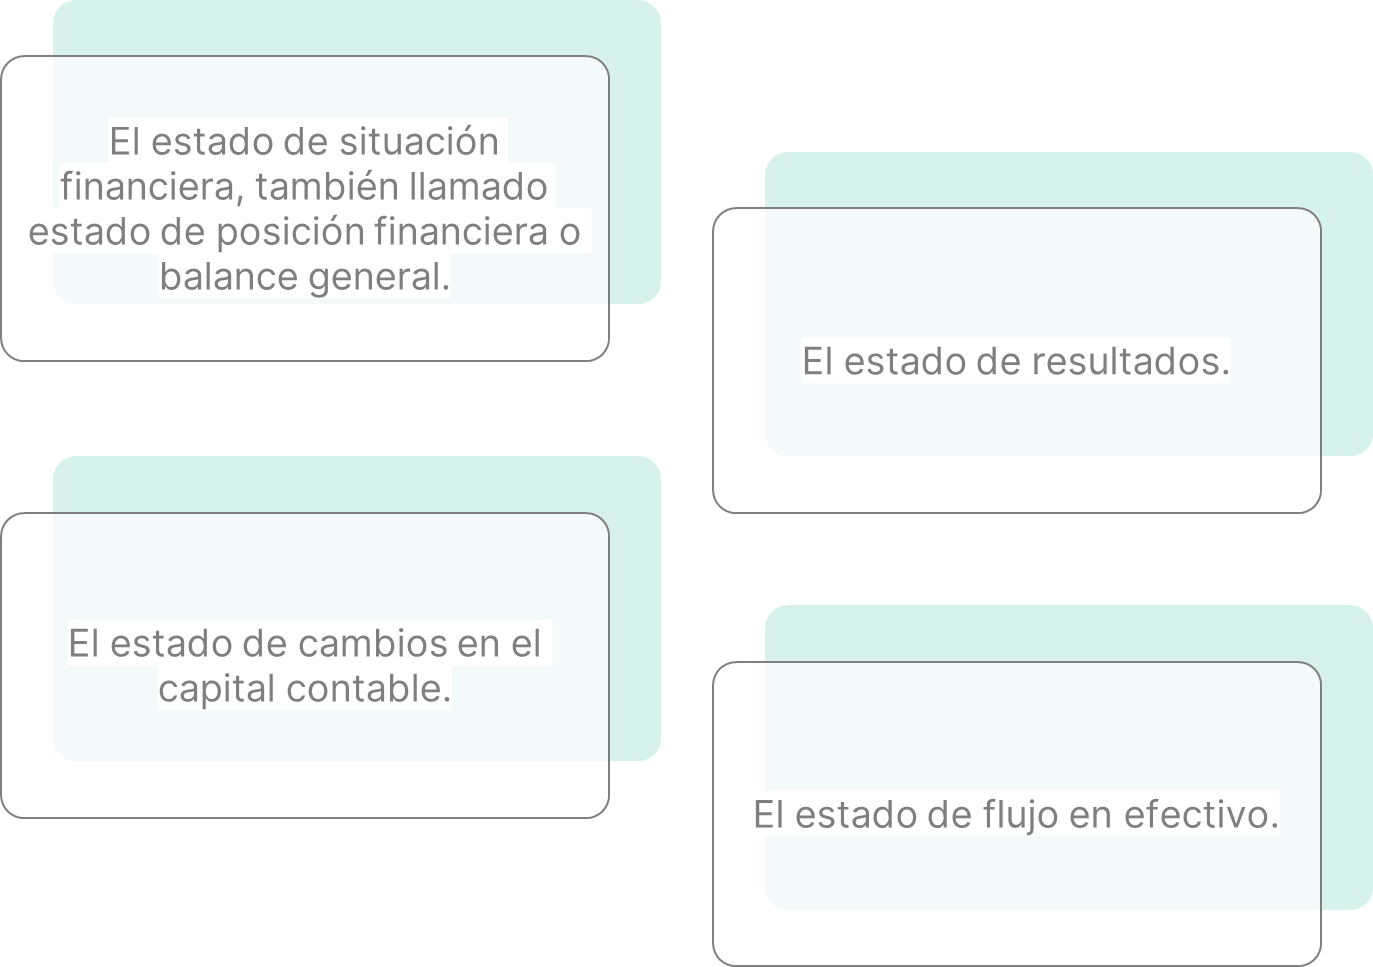 El estado de situación
financiera, también llamado
estado de posición financiera o
balance general.
El estado de resultados.
El estado de cambios en el
capital contable.
El estado de flujo en efectivo.